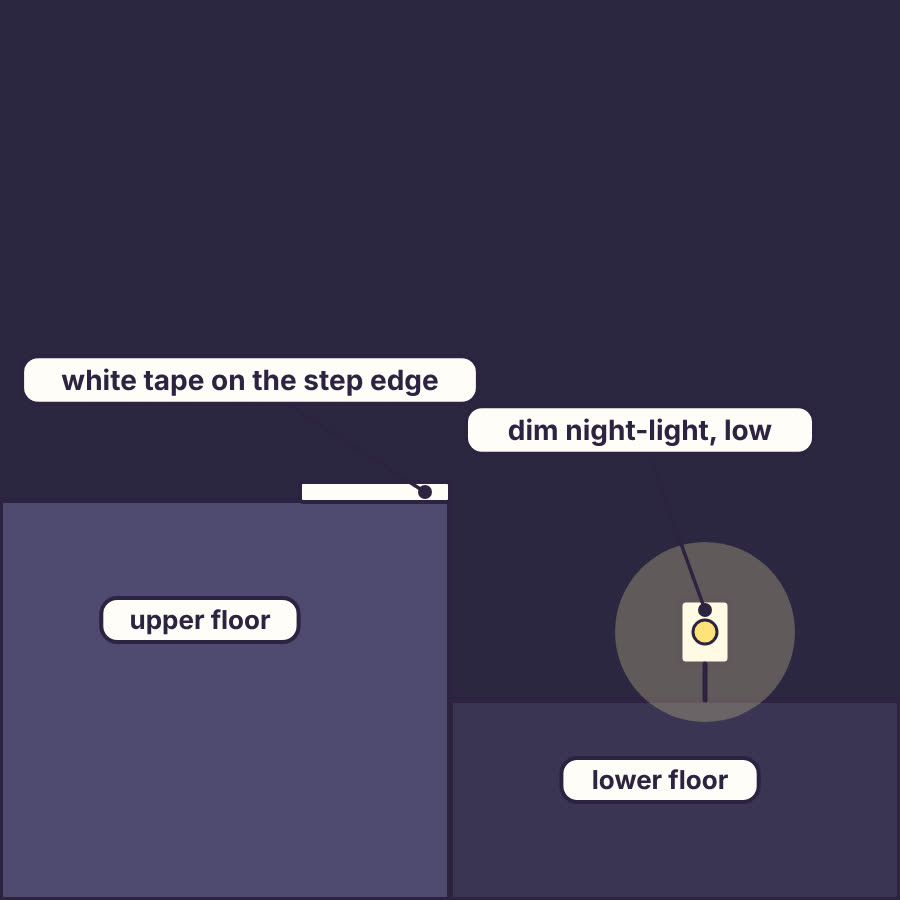 white tape on the step edge
dim night-light, low
upper floor
lower floor